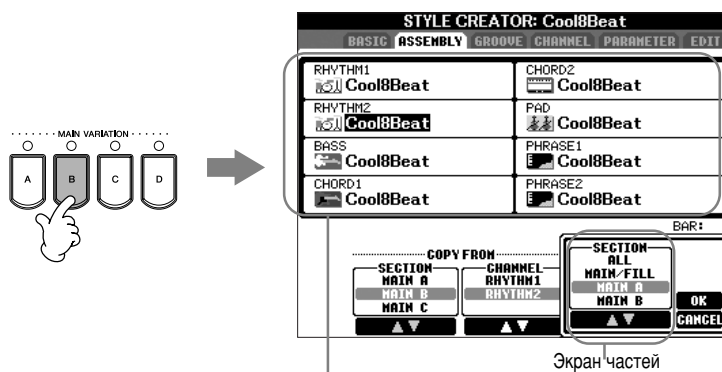 STYLE CREATOR: Cool8Beat
BASIC ASSEMBLY GROOVE CHANNEL PARAMETER EDIT
RHYTHM1
Cool8Beat
CHORD2
Cool8Beat
RHYTHM2
Cool8Beat
PAD
Cool8Beat
BASS
Cool8Beat
PHRASE1
Cool8Beat
CHORD1
Cool8Beat
PHRASE2
Cool8Beat
MAIN VARIATION
A B C D
BAR:
COPY FROM
SECTION
MAIN A
MAIN B
MAIN C
CHANNEL
RHYTHM1
RHYTHM2
SECTION
ALL
MAIN/FILL
MAIN A
MAIN B
OK
CANCEL
Экран частей